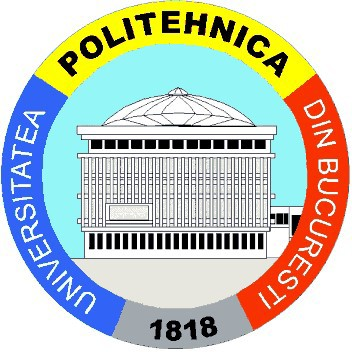 UNIVERSITATEA
POLITEHNICA
DIN BUCURESTI
1818